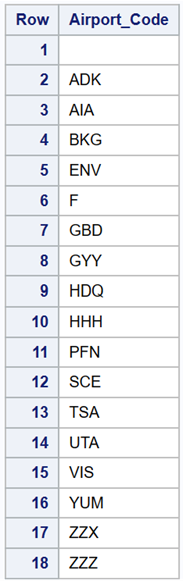 Row Airport_Code
1
2 ADK
3 AIA
4 BKG
5 ENV
6 F
7 GBD
8 GYY
9 HDQ
10 HHH
11 PFN
12 SCE
13 TSA
14 UTA
15 VIS
16 YUM
17 ZZX
18 ZZZ